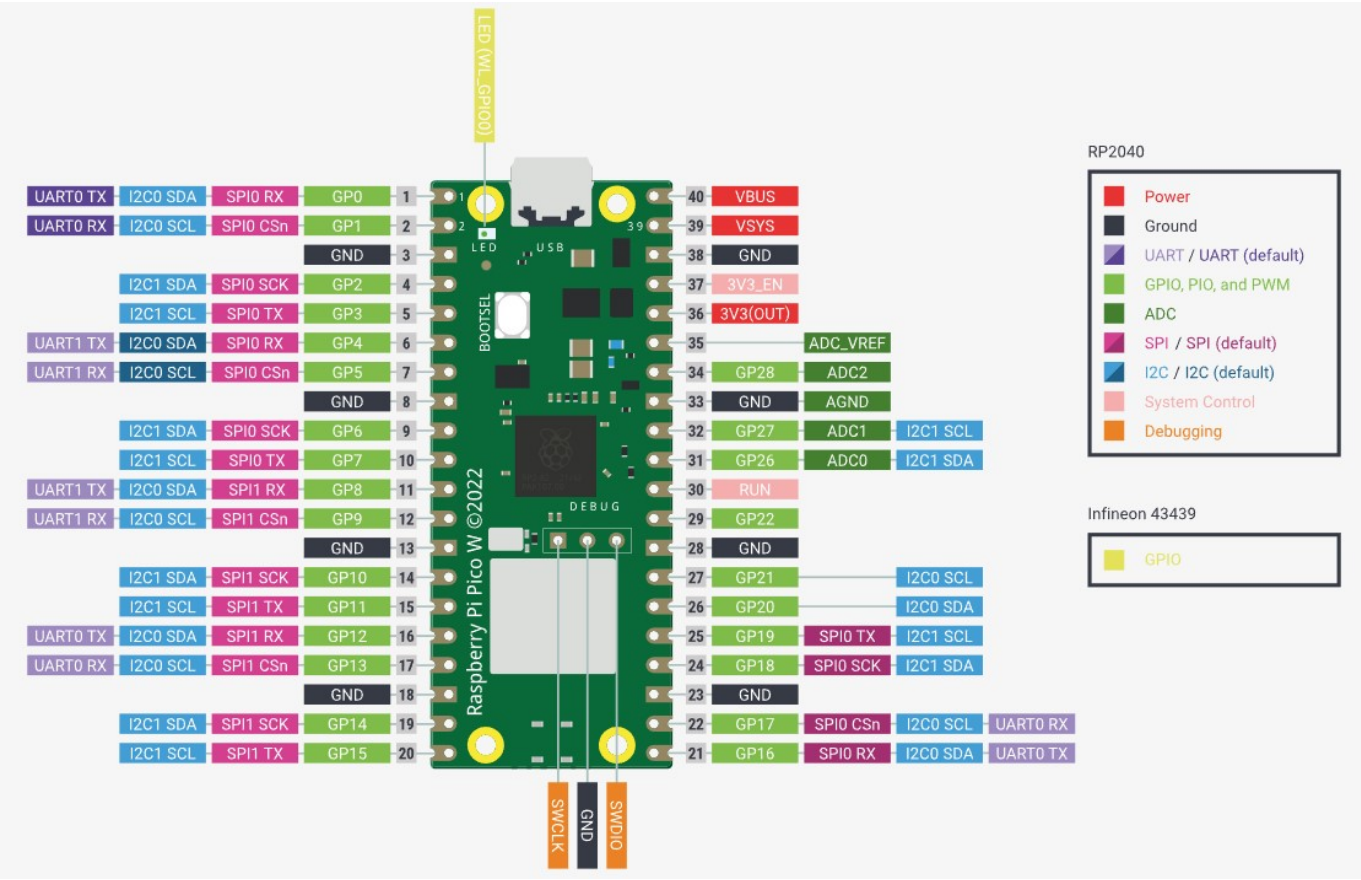 LED (WL_GPIO0)
UART0 TX I2C0 SDA SPI0 RX GP0 1 1 40 VBUS
UART0 RX I2C0 SCL SPI0 CSn GP1 2 2 39 39 VSYS
LED USB
GND 3 38 GND
I2C1 SDA SPI0 SCK GP2 4 37 3V3_EN
I2C1 SCL SPI0 TX GP3 5 BOOTSEL 36 3V3(OUT)
UART1 TX I2C0 SDA SPI0 RX GP4 6 35 ADC_VREF
UART1 RX I2C0 SCL SPI0 CSn GP5 7 34 GP28 ADC2
GND 8 33 GND AGND
I2C1 SDA SPI0 SCK GP6 9 32 GP27 ADC1 I2C1 SCL
I2C1 SCL SPI0 TX GP7 10 31 GP26 ADC0 I2C1 SDA
UART1 TX I2C0 SDA SPI1 RX GP8 11 30 RUN
DEBUG
UART1 RX I2C0 SCL SPI1 CSn GP9 12 29 GP22
GND 13 28 GND
I2C1 SDA SPI1 SCK GP10 14 27 GP21 I2C0 SCL
I2C1 SCL SPI1 TX GP11 15 26 GP20 I2C0 SDA
UART0 TX I2C0 SDA SPI1 RX GP12 16 25 GP19 SPI0 TX I2C1 SCL
UART0 RX I2C0 SCL SPI1 CSn GP13 17 24 GP18 SPI0 SCK I2C1 SDA
GND 18 23 GND
I2C1 SDA SPI1 SCK GP14 19 22 GP17 SPI0 CSn I2C0 SCL UART0 RX
I2C1 SCL SPI1 TX GP15 20 21 GP16 SPI0 RX I2C0 SDA UART0 TX
Raspberry Pi Pico W ©2022
SWCLK
GND
SWDIO
RP2040
Power
Ground
UART / UART (default)
GPIO, PIO, and PWM
ADC
SPI / SPI (default)
I2C / I2C (default)
System Control
Debugging
Infineon 43439
GPIO